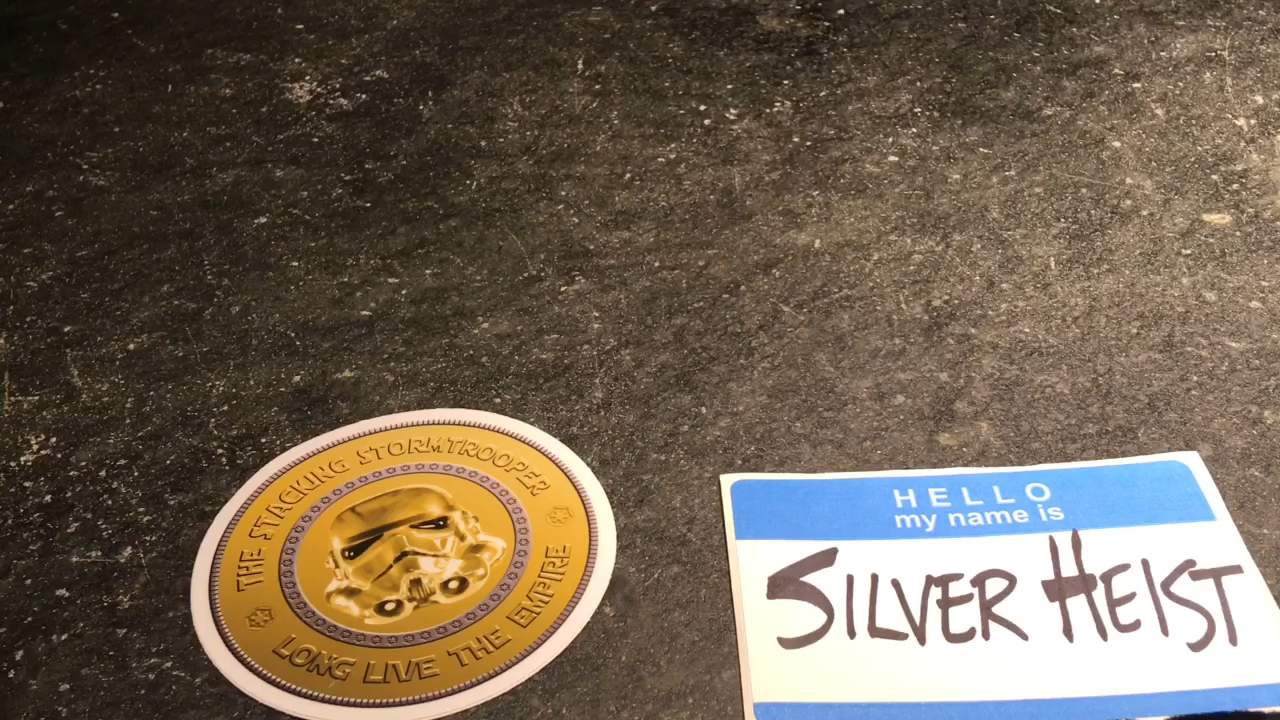 THE STACKING STORMTROOPER
LONG LIVE THE EMPIRE
HELLO
my name is
SILVER HEIST